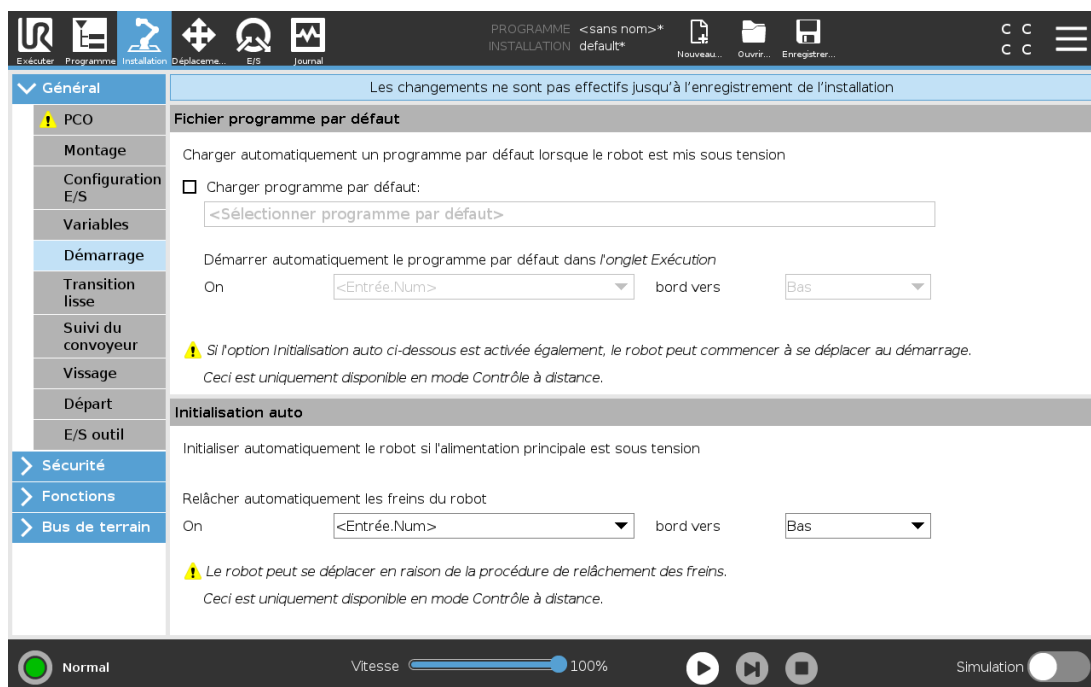 PROGRAMME <sans nom>*
INSTALLATION default*
Exécuter Programme Installation Déplaceme... E/S Journal Nouveau... Ouvrir... Enregistrer...
C C
C C
Général
Les changements ne sont pas effectifs jusqu'à l'enregistrement de l'installation
PCO
Montage
Configuration
E/S
Variables
Démarrage
Transition
lisse
Suivi du
convoyeur
Vissage
Départ
E/S outil
Sécurité
Fonctions
Bus de terrain
Fichier programme par défaut
Charger automatiquement un programme par défaut lorsque le robot est mis sous tension
Charger programme par défaut:
<Sélectionner programme par défaut>
Démarrer automatiquement le programme par défaut dans l'onglet Exécution
On <Entrée.Num> bord vers Bas
Si l'option Initialisation auto ci-dessous est activée également, le robot peut commencer à se déplacer au démarrage.
Ceci est uniquement disponible en mode Contrôle à distance.
Initialisation auto
Initialiser automatiquement le robot si l'alimentation principale est sous tension
Relâcher automatiquement les freins du robot
On <Entrée.Num> bord vers Bas
Le robot peut se déplacer en raison de la procédure de relâchement des freins.
Ceci est uniquement disponible en mode Contrôle à distance.
Normal Vitesse 100% Simulation